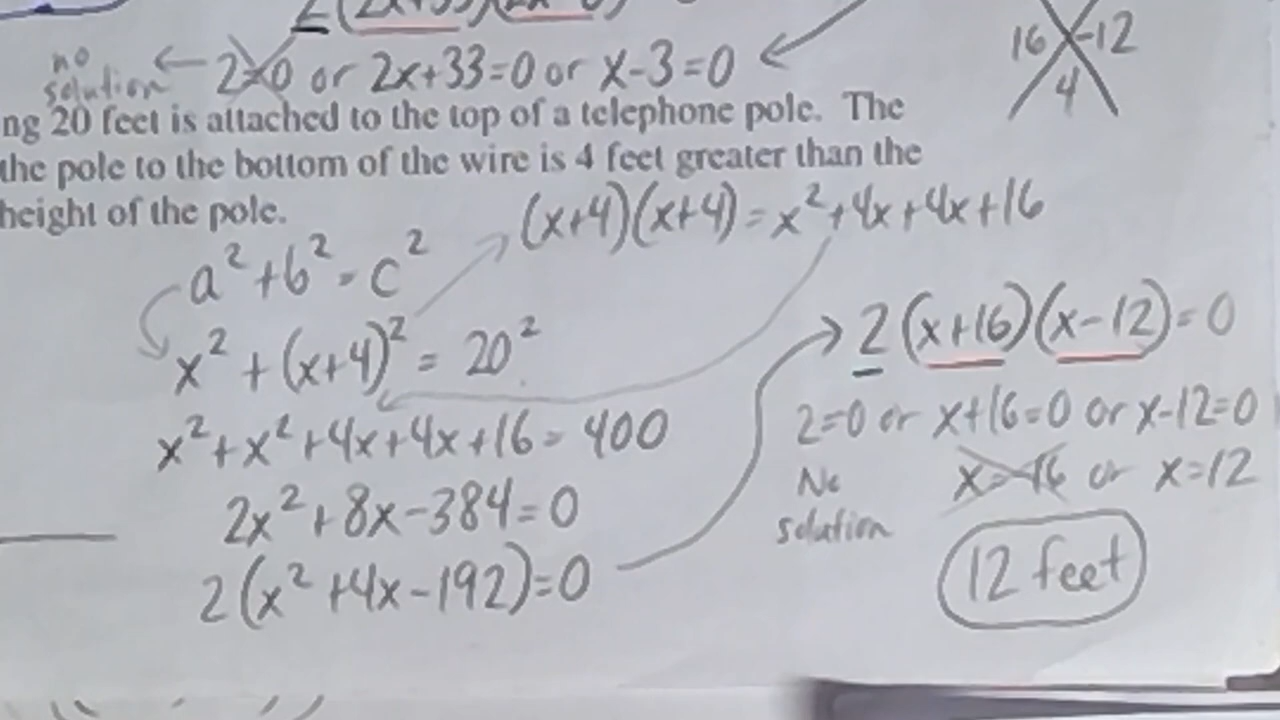 no
solution ← 2=0 or 2x+33=0 or x-3=0
16 -12
4
ng 20 feet is attached to the top of a telephone pole. The
the pole to the bottom of the wire is 4 feet greater than the
height of the pole.
(x+4)(x+4) = x²+4x+4x+16
a²+b²=c²
x² + (x+4)² = 20²
x²+x²+4x+4x+16=400
2x²+8x-384=0
2(x²+4x-192)=0
2(x+16)(x-12)=0
2=0 or x+16=0 or x-12=0
No
solution
x=-16 or x=12
12 feet